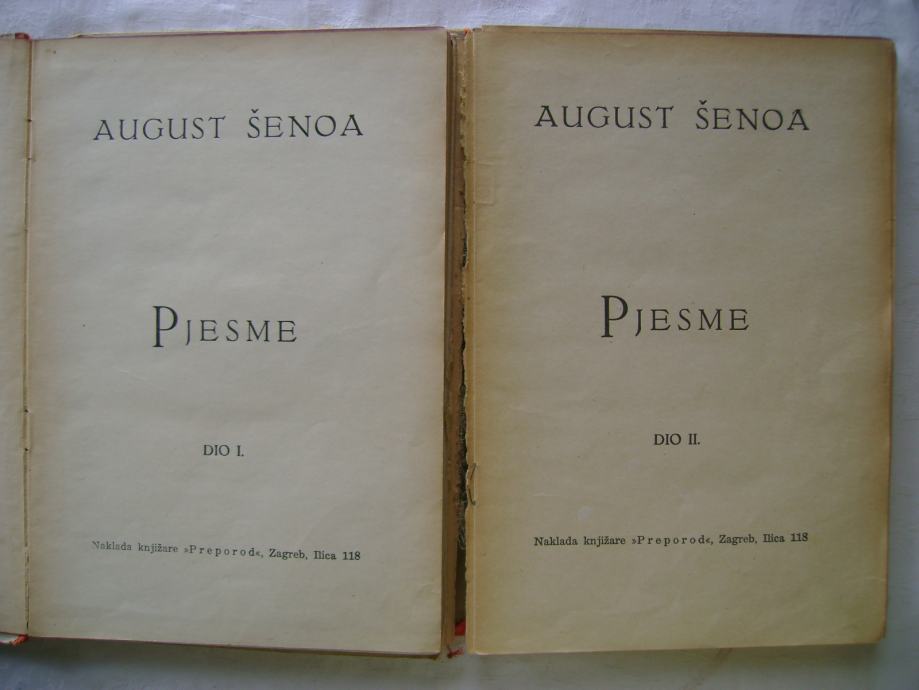 AUGUST ŠENOA
PJESME
DIO I.
Naklada knjižare »Preporod«, Zagreb, Ilica 118
AUGUST ŠENOA
PJESME
DIO II.
Naklada knjižare »Preporod«, Zagreb, Ilica 118